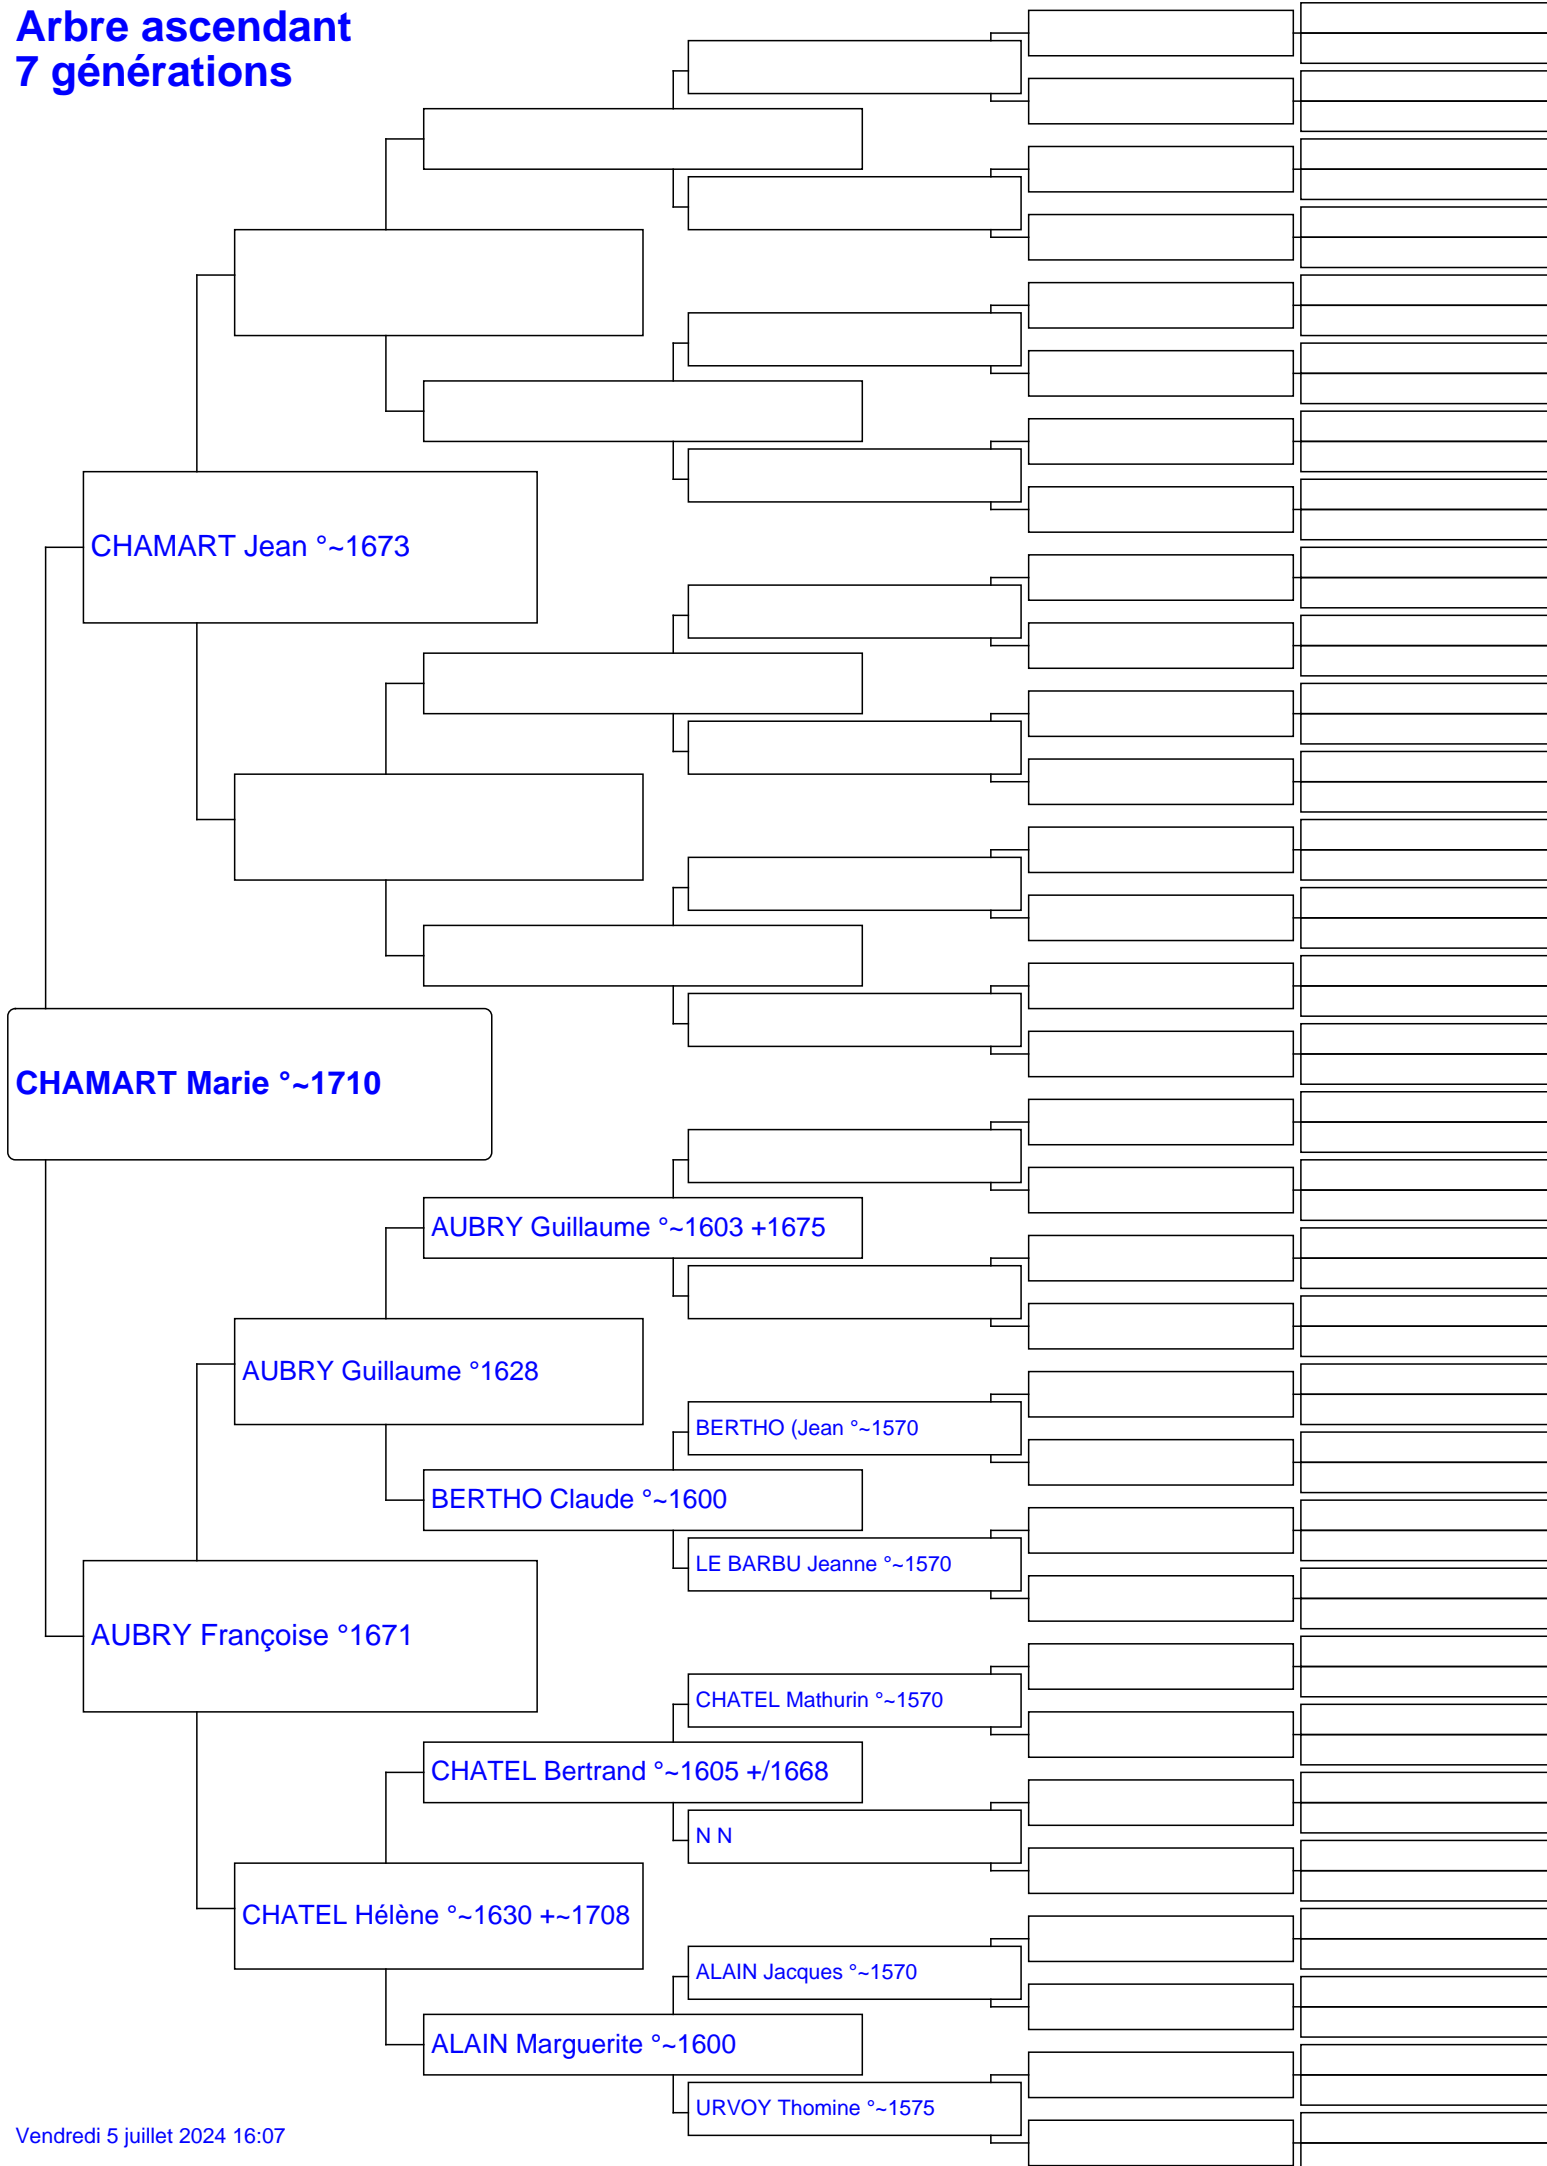 Arbre ascendant
7 générations
CHAMART Jean °~1673
CHAMART Marie °~1710
AUBRY Guillaume °~1603 +1675
AUBRY Guillaume °1628
BERTHO (Jean °~1570
BERTHO Claude °~1600
LE BARBU Jeanne °~1570
AUBRY Françoise °1671
CHATEL Mathurin °~1570
CHATEL Bertrand °~1605 +/1668
N N
CHATEL Hélène °~1630 +~1708
ALAIN Jacques °~1570
ALAIN Marguerite °~1600
URVOY Thomine °~1575
Vendredi 5 juillet 2024 16:07